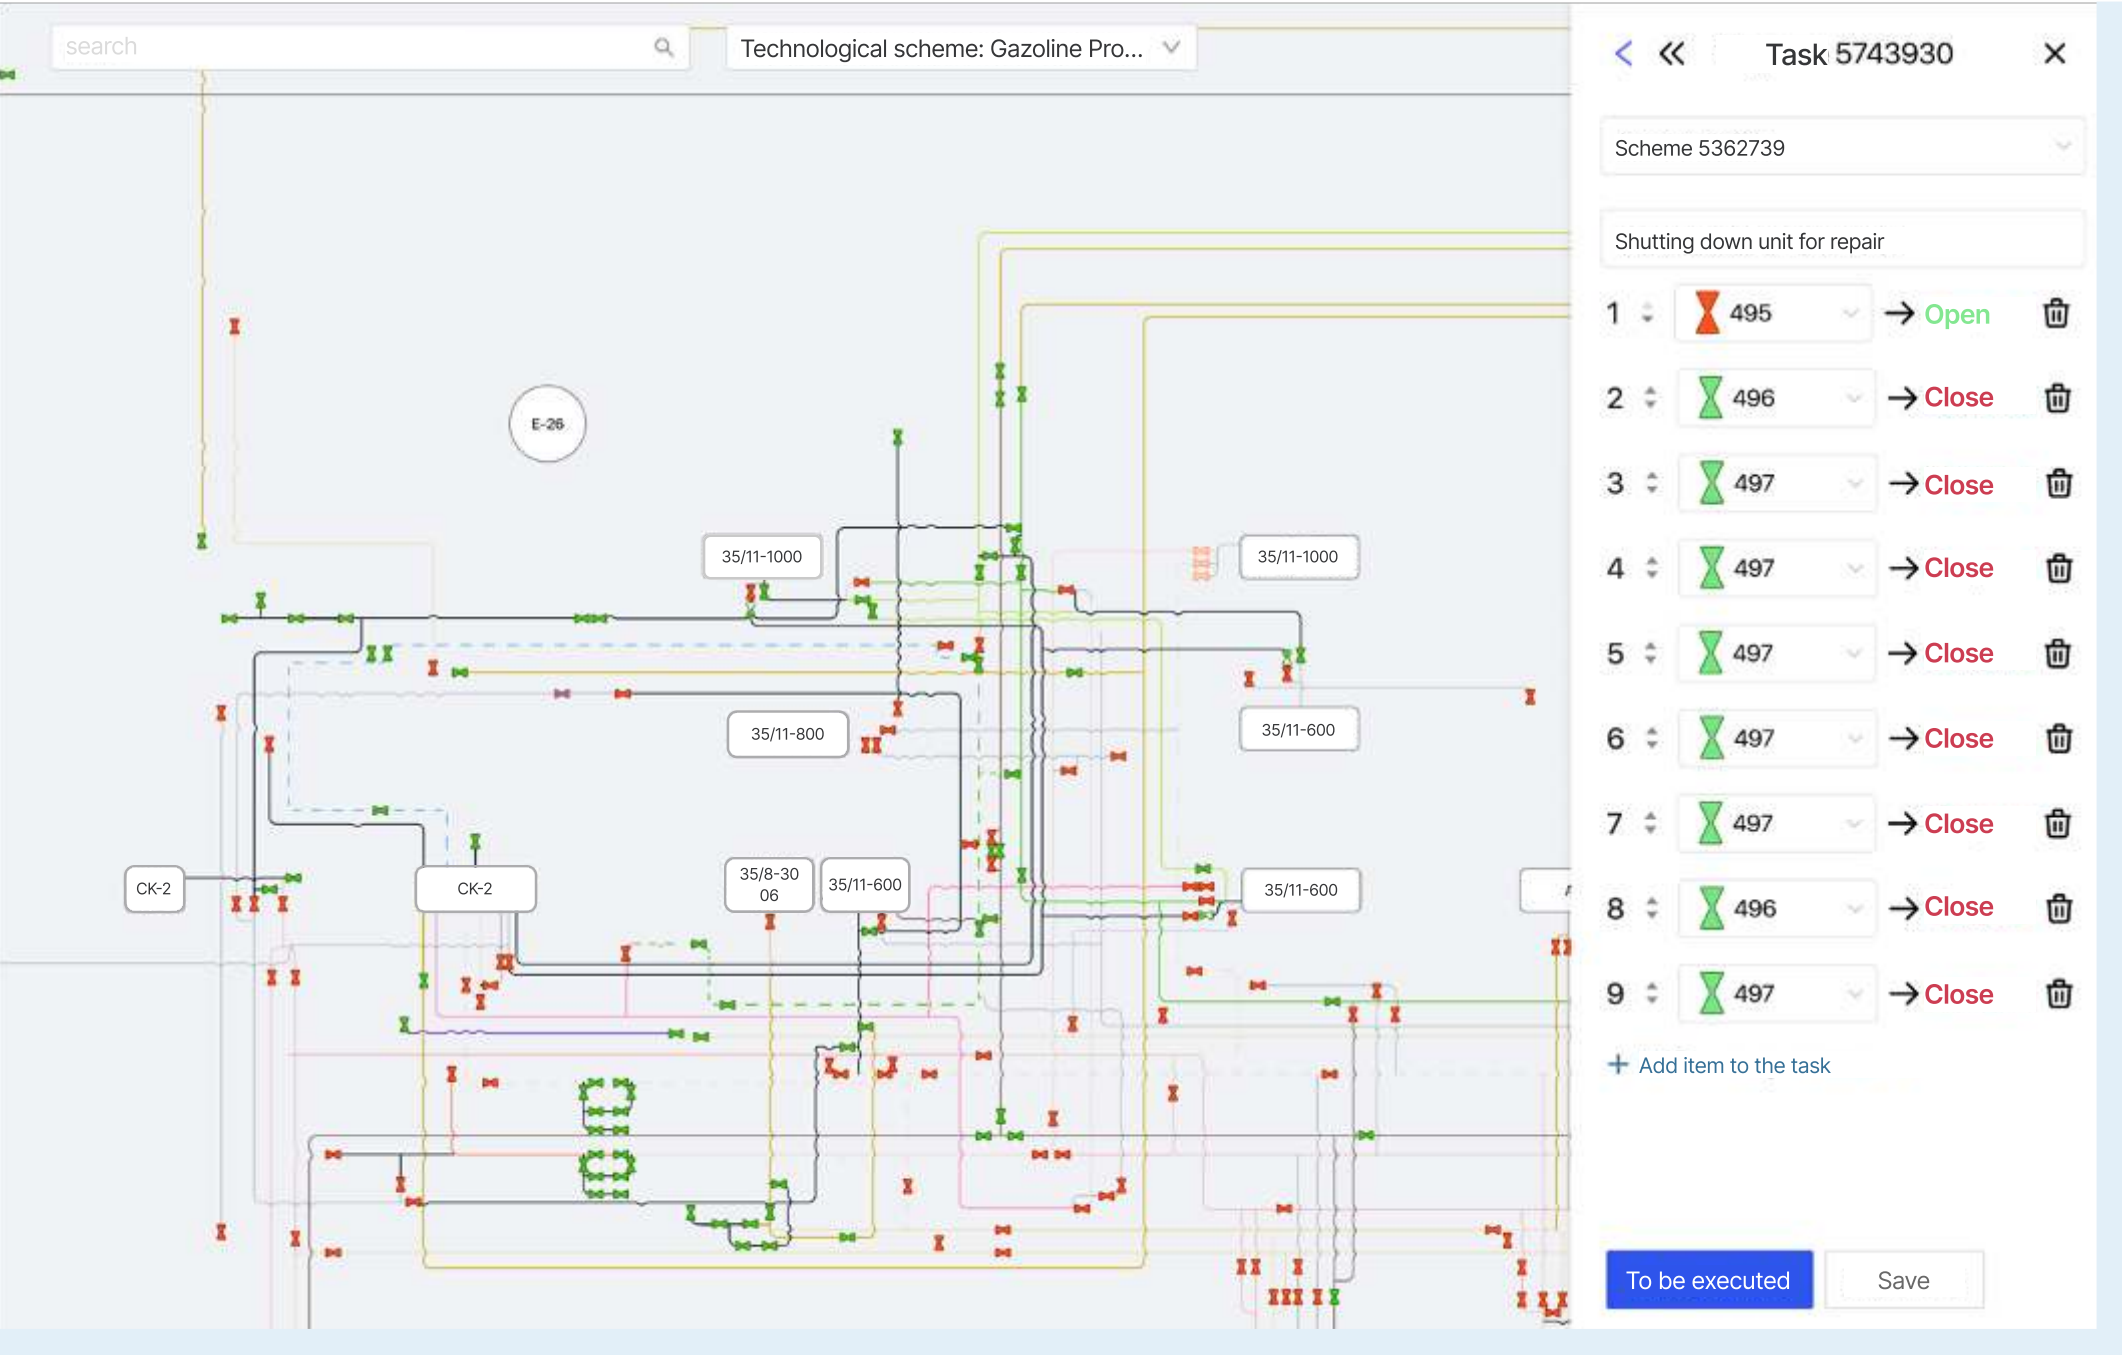 search
Technological scheme: Gazoline Pro...
Task 5743930
Scheme 5362739
Shutting down unit for repair
1 495 Open
2 496 Close
3 497 Close
4 497 Close
5 497 Close
6 497 Close
7 497 Close
8 496 Close
9 497 Close
+ Add item to the task
To be executed
Save
E-26
35/11-1000
35/11-1000
35/11-800
35/11-600
CK-2
CK-2
35/8-30
06
35/11-600
35/11-600